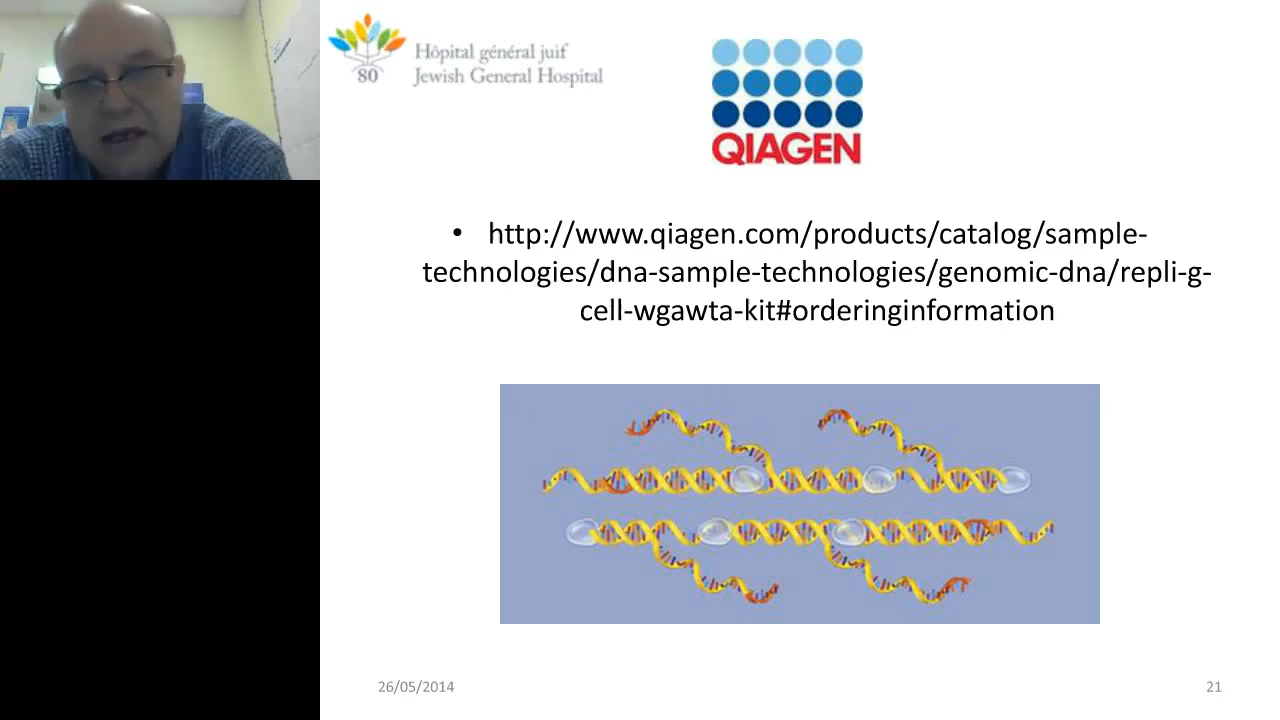 Hôpital général juif
80
Jewish General Hospital
QIAGEN
• http://www.qiagen.com/products/catalog/sample-
technologies/dna-sample-technologies/genomic-dna/repli-g-
cell-wgawta-kit#orderinginformation
26/05/2014
21